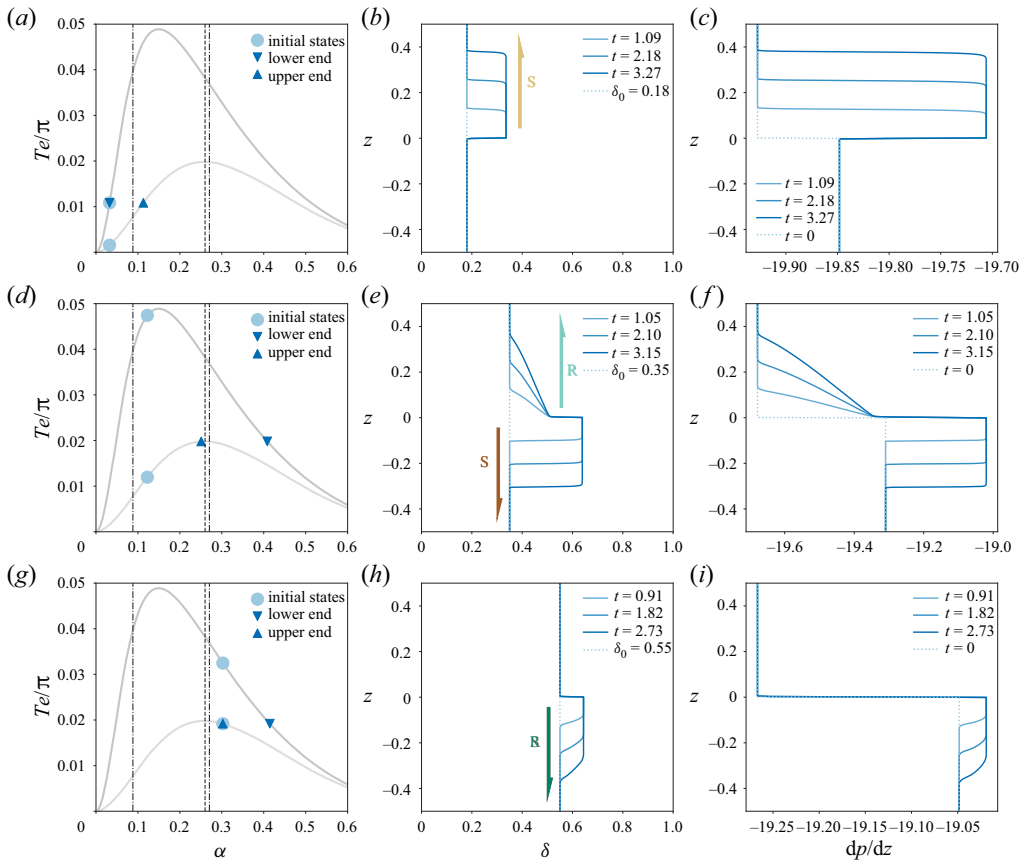 (a)
0.05
0.04
0.03
0.02
0.01
Te/π
initial states
lower end
upper end
0 0.1 0.2 0.3 0.4 0.5 0.6
(b)
0.4
0.2
0
−0.2
−0.4
z
t = 1.09
t = 2.18
t = 3.27
δ0 = 0.18
S
0 0.2 0.4 0.6 0.8 1.0
(c)
0.4
0.2
0
−0.2
−0.4
z
t = 1.09
t = 2.18
t = 3.27
t = 0
−19.90 −19.85 −19.80 −19.75 −19.70
(d)
0.05
0.04
0.03
0.02
0.01
Te/π
initial states
lower end
upper end
0 0.1 0.2 0.3 0.4 0.5 0.6
(e)
0.4
0.2
0
−0.2
−0.4
z
t = 1.05
t = 2.10
t = 3.15
δ0 = 0.35
R
S
0 0.2 0.4 0.6 0.8 1.0
(f)
0.4
0.2
0
−0.2
−0.4
z
t = 1.05
t = 2.10
t = 3.15
t = 0
−19.6 −19.4 −19.2 −19.0
(g)
0.05
0.04
0.03
0.02
0.01
Te/π
initial states
lower end
upper end
0 0.1 0.2 0.3 0.4 0.5 0.6
α
(h)
0.4
0.2
0
−0.2
−0.4
z
t = 0.91
t = 1.82
t = 2.73
δ0 = 0.55
R
0 0.2 0.4 0.6 0.8 1.0
δ
(i)
0.4
0.2
0
−0.2
−0.4
z
t = 0.91
t = 1.82
t = 2.73
t = 0
−19.25 −19.20 −19.15 −19.10 −19.05
dp/dz